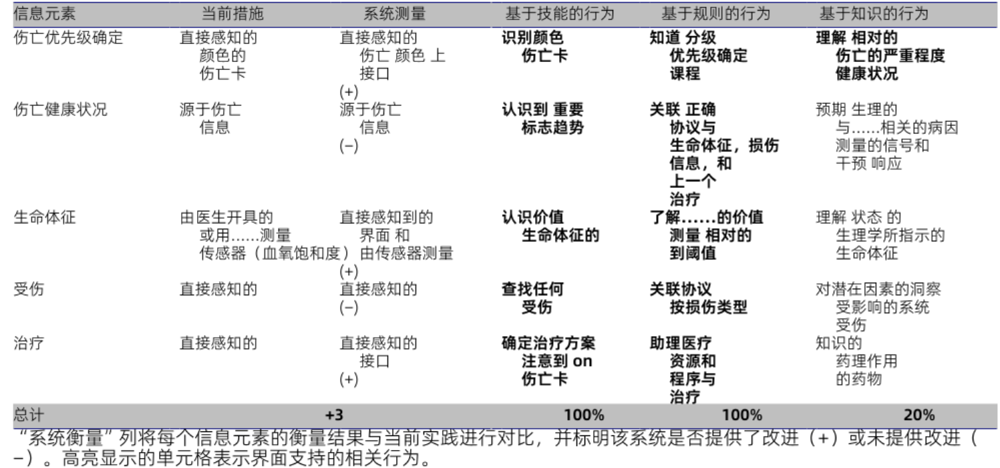 信息元素 当前措施 系统测量 基于技能的行为 基于规则的行为 基于知识的行为
伤亡优先级确定 直接感知的 直接感知的 识别颜色 知道 分级 理解 相对的
颜色的 伤亡 颜色 上 伤亡卡 优先级确定 伤亡的严重程度
伤亡卡 接口 课程 健康状况
(+)
伤亡健康状况 源于伤亡 源于伤亡 认识到 重要 关联 正确 预期 生理的
信息 信息 标志趋势 协议与 与……相关的病因
(−) 生命体征，损伤 测量的信号和
信息，和 干预 响应
上一个
治疗
生命体征 由医生开具的 直接感知到的 认识价值 了解……的价值 理解 状态 的
或用……测量 界面 和 生命体征的 测量 相对的 生理学所指示的
传感器（血氧饱和度） 由传感器测量 到阈值 生命体征
(+)
受伤 直接感知的 直接感知的 查找任何 关联协议 对潜在因素的洞察
(−) 受伤 按损伤类型 受影响的系统
受伤
治疗 直接感知的 直接感知的 确定治疗方案 助理医疗 知识的
接口 注意到 on 资源和 药理作用
(+) 伤亡卡 程序与 的药物
治疗
总计 +3 100% 100% 20%
“系统衡量”列将每个信息元素的衡量结果与当前实践进行对比，并标明该系统是否提供了改进（+）或未提供改进（
−）。高亮显示的单元格表示界面支持的相关行为。